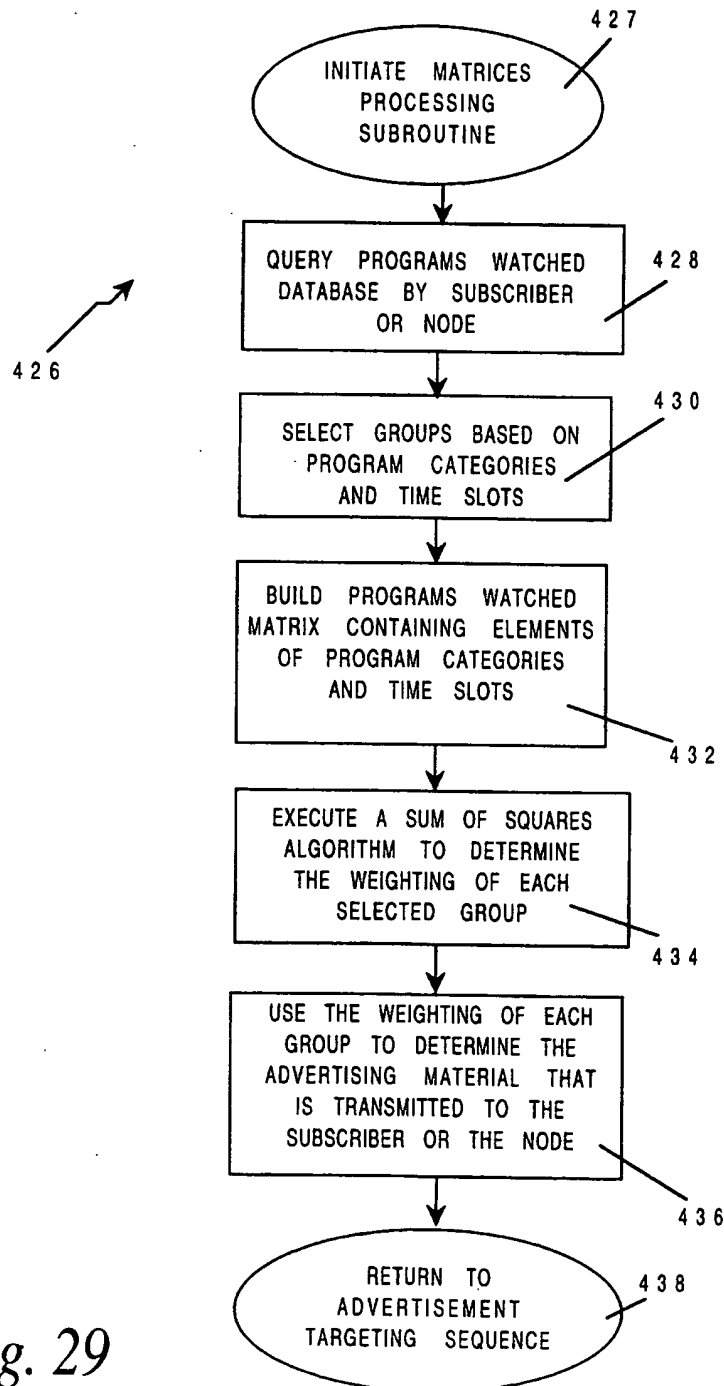 427
INITIATE MATRICES
PROCESSING
SUBROUTINE
QUERY PROGRAMS WATCHED
DATABASE BY SUBSCRIBER
OR NODE
428
426
430
SELECT GROUPS BASED ON
PROGRAM CATEGORIES
AND TIME SLOTS
BUILD PROGRAMS WATCHED
MATRIX CONTAINING ELEMENTS
OF PROGRAM CATEGORIES
AND TIME SLOTS
432
EXECUTE A SUM OF SQUARES
ALGORITHM TO DETERMINE
THE WEIGHTING OF EACH
SELECTED GROUP
434
USE THE WEIGHTING OF EACH
GROUP TO DETERMINE THE
ADVERTISING MATERIAL THAT
IS TRANSMITTED TO THE
SUBSCRIBER OR THE NODE
436
RETURN TO
ADVERTISEMENT
TARGETING SEQUENCE
438
g. 29